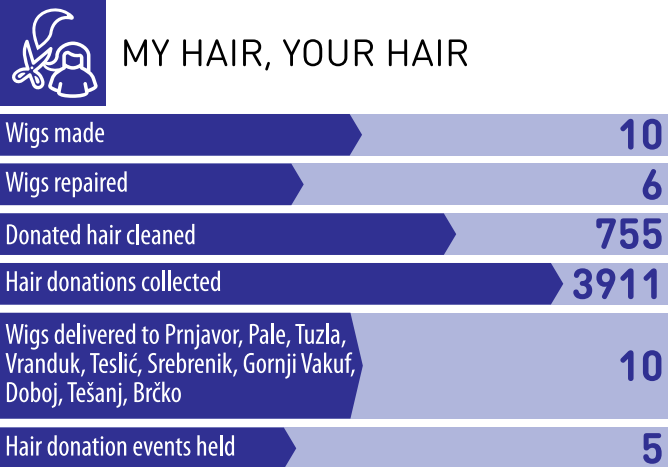 MY HAIR, YOUR HAIR
Wigs made 10
Wigs repaired 6
Donated hair cleaned 755
Hair donations collected 3911
Wigs delivered to Prnjavor, Pale, Tuzla,
Vranduk, Teslić, Srebrenik, Gornji Vakuf,
Doboj, Tešanj, Brčko
10
Hair donation events held 5